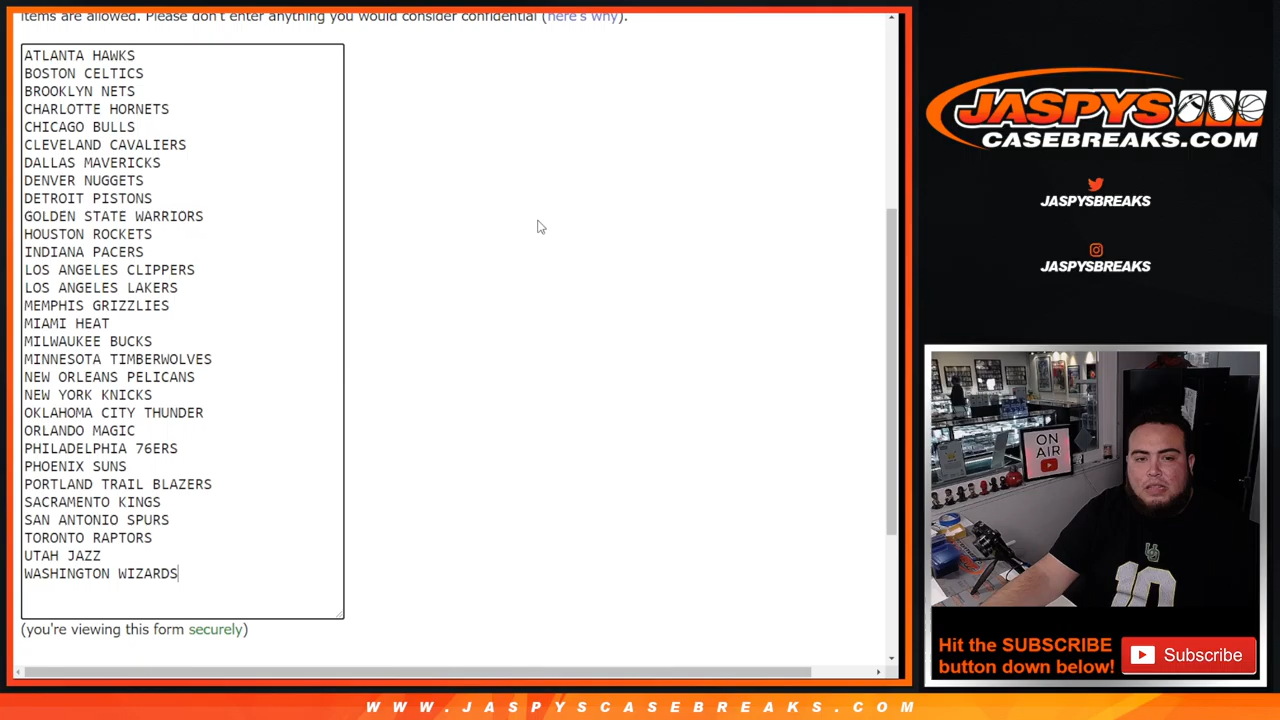 items are allowed. Please don't enter anything you would consider confidential (here's why).
ATLANTA HAWKS
BOSTON CELTICS
BROOKLYN NETS
CHARLOTTE HORNETS
CHICAGO BULLS
CLEVELAND CAVALIERS
DALLAS MAVERICKS
DENVER NUGGETS
DETROIT PISTONS
GOLDEN STATE WARRIORS
HOUSTON ROCKETS
INDIANA PACERS
LOS ANGELES CLIPPERS
LOS ANGELES LAKERS
MEMPHIS GRIZZLIES
MIAMI HEAT
MILWAUKEE BUCKS
MINNESOTA TIMBERWOLVES
NEW ORLEANS PELICANS
NEW YORK KNICKS
OKLAHOMA CITY THUNDER
ORLANDO MAGIC
PHILADELPHIA 76ERS
PHOENIX SUNS
PORTLAND TRAIL BLAZERS
SACRAMENTO KINGS
SAN ANTONIO SPURS
TORONTO RAPTORS
UTAH JAZZ
WASHINGTON WIZARDS
(you're viewing this form securely)
JASPYS
CASEBREAKS.COM
JASPYSBREAKS
JASPYSBREAKS
ON
AIR
10
Hit the SUBSCRIBE
button down below!
Subscribe
WWW.JASPYSCASEBREAKS.COM